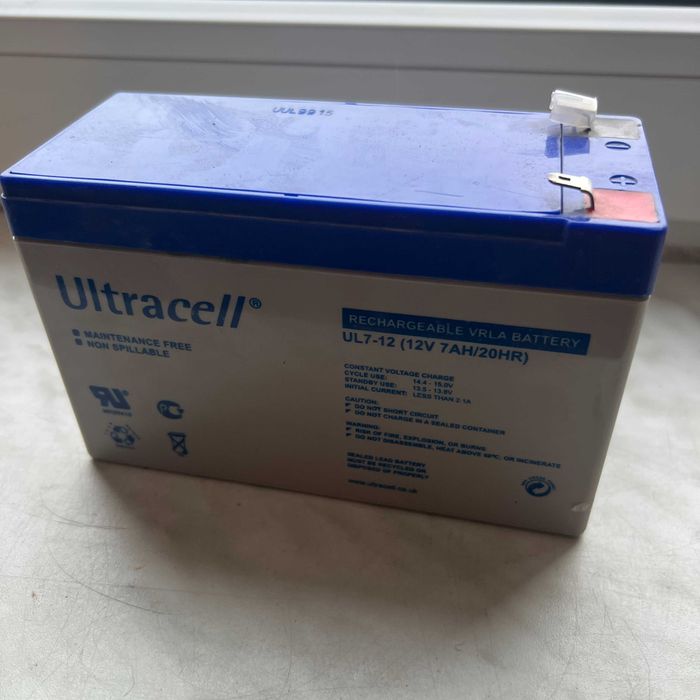 UUL9915
Ultracell®
MAINTENANCE FREE
NON SPILLABLE
RECHARGEABLE VRLA BATTERY
UL7-12 (12V 7AH/20HR)
CONSTANT VOLTAGE CHARGE
CYCLE USE: 14.4 - 15.0V
STANDBY USE: 13.5 - 13.8V
INITIAL CURRENT: LESS THAN 2.1A
CAUTION:
DO NOT SHORT CIRCUIT
DO NOT CHARGE IN A SEALED CONTAINER
WARNING:
RISK OF FIRE, EXPLOSION, OR BURNS
DO NOT DISASSEMBLE, HEAT ABOVE 60°C, OR INCINERATE
SEALED LEAD BATTERY
MUST BE RECYCLED OR
DISPOSED OF PROPERLY
www.ultracell.co.uk